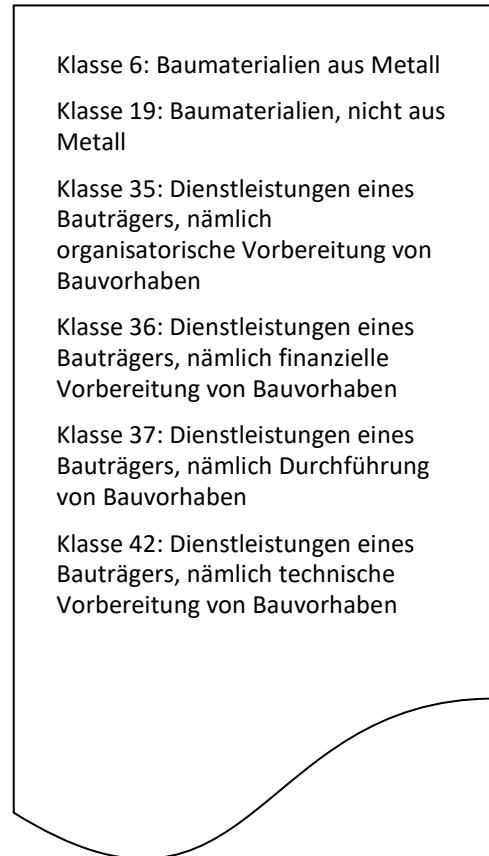 Klasse 6: Baumaterialien aus Metall
Klasse 19: Baumaterialien, nicht aus
Metall
Klasse 35: Dienstleistungen eines
Bauträgers, nämlich
organisatorische Vorbereitung von
Bauvorhaben
Klasse 36: Dienstleistungen eines
Bauträgers, nämlich finanzielle
Vorbereitung von Bauvorhaben
Klasse 37: Dienstleistungen eines
Bauträgers, nämlich Durchführung
von Bauvorhaben
Klasse 42: Dienstleistungen eines
Bauträgers, nämlich technische
Vorbereitung von Bauvorhaben